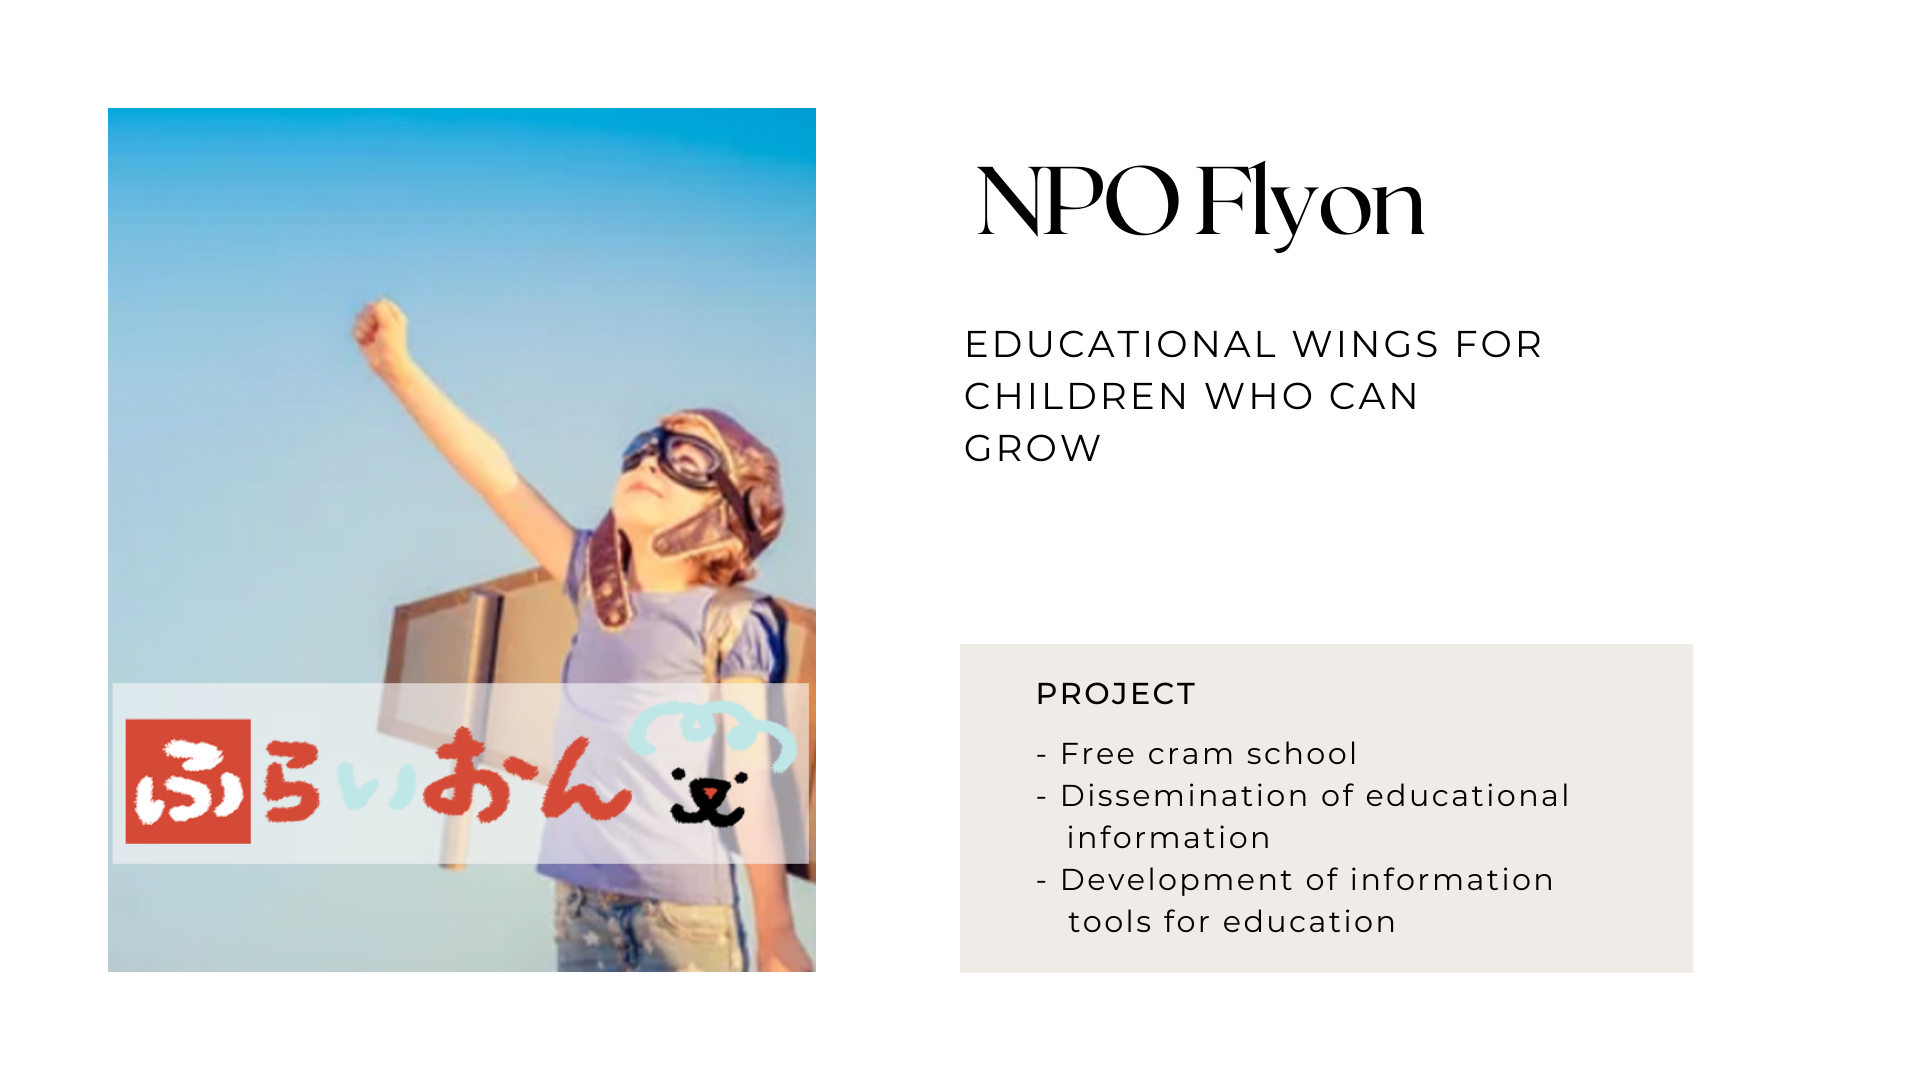 NPO Flyon
EDUCATIONAL WINGS FOR
CHILDREN WHO CAN
GROW
ふらいおん
PROJECT
- Free cram school
- Dissemination of educational
information
- Development of information
tools for education